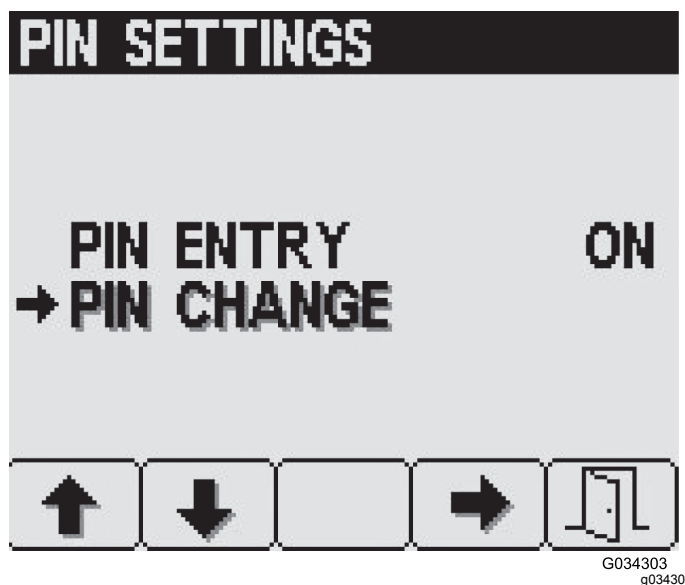 PIN SETTINGS
PIN ENTRY ON
PIN CHANGE
G034303
g03430